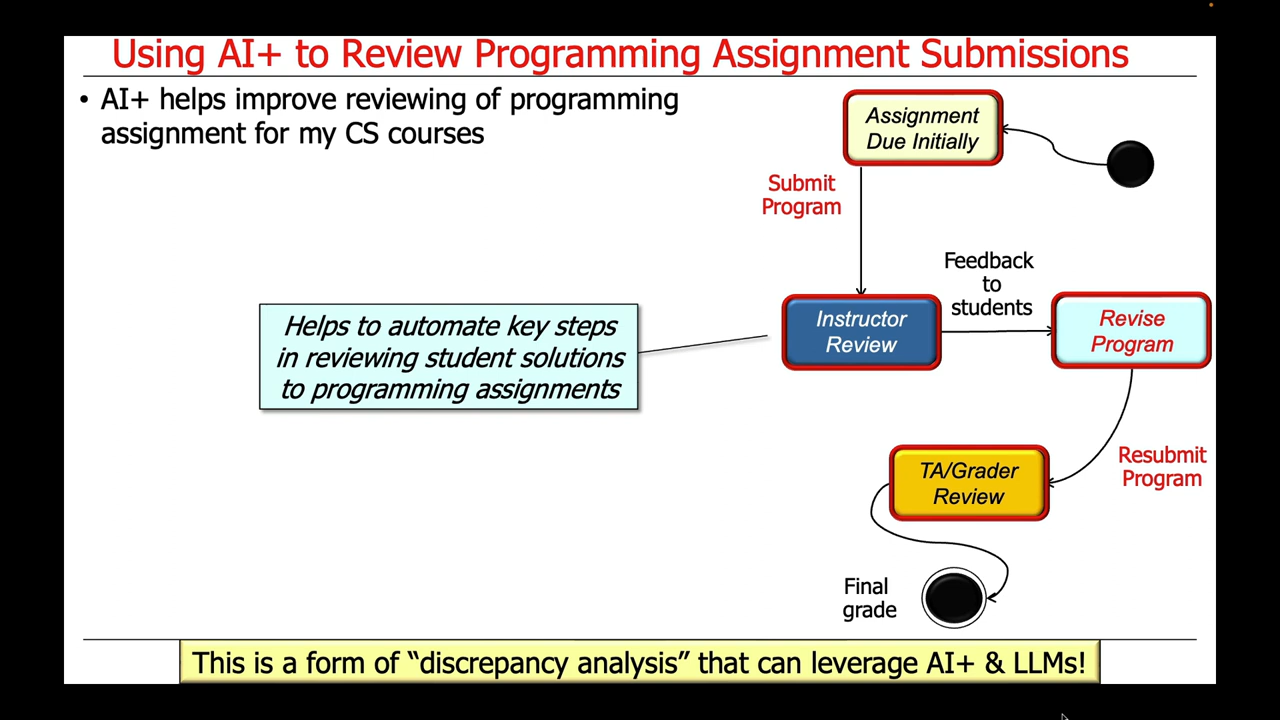 Using AI+ to Review Programming Assignment Submissions
• AI+ helps improve reviewing of programming
assignment for my CS courses
Assignment
Due Initially
Submit
Program
Feedback
to
students
Instructor
Review
Revise
Program
Helps to automate key steps
in reviewing student solutions
to programming assignments
Resubmit
Program
TA/Grader
Review
Final
grade
This is a form of “discrepancy analysis” that can leverage AI+ & LLMs!